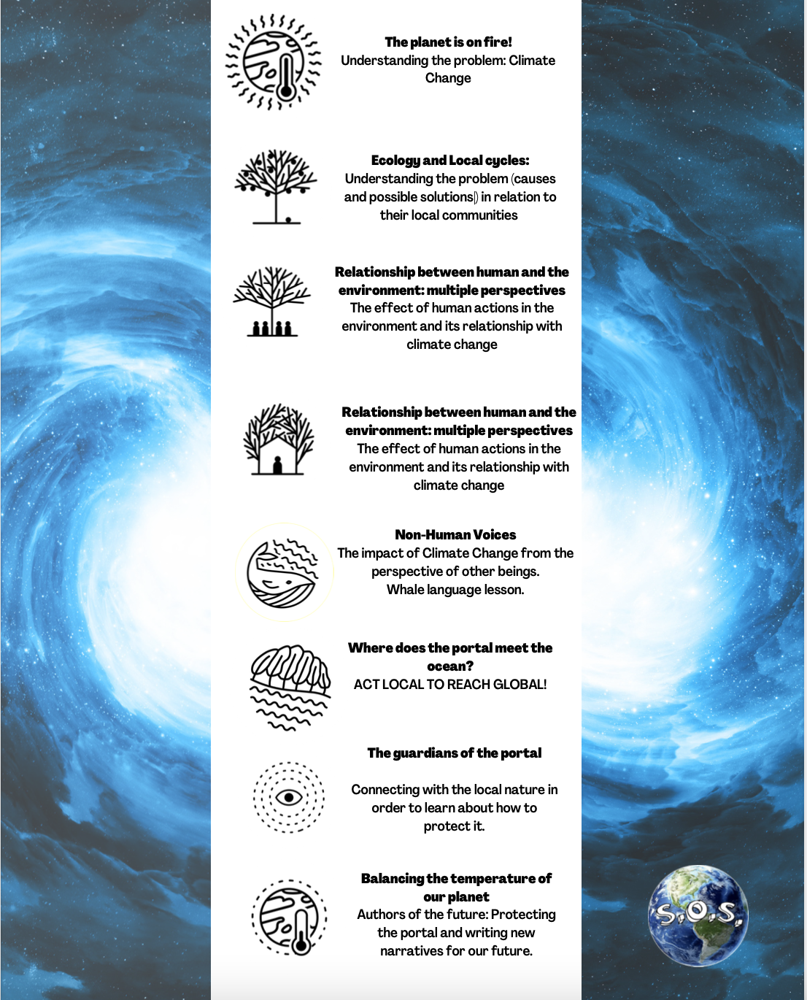 The planet is on fire!
Understanding the problem: Climate
Change
Ecology and Local cycles:
Understanding the problem (causes
and possible solutions|) in relation to
their local communities
Relationship between human and the
environment: multiple perspectives
The effect of human actions in the
environment and its relationship with
climate change
Relationship between human and the
environment: multiple perspectives
The effect of human actions in the
environment and its relationship with
climate change
Non-Human Voices
The impact of Climate Change from the
perspective of other beings.
Whale language lesson.
Where does the portal meet the
ocean?
ACT LOCAL TO REACH GLOBAL!
The guardians of the portal
Connecting with the local nature in
order to learn about how to
protect it.
Balancing the temperature of
our planet
Authors of the future: Protecting
the portal and writing new
narratives for our future.
S.O.S.